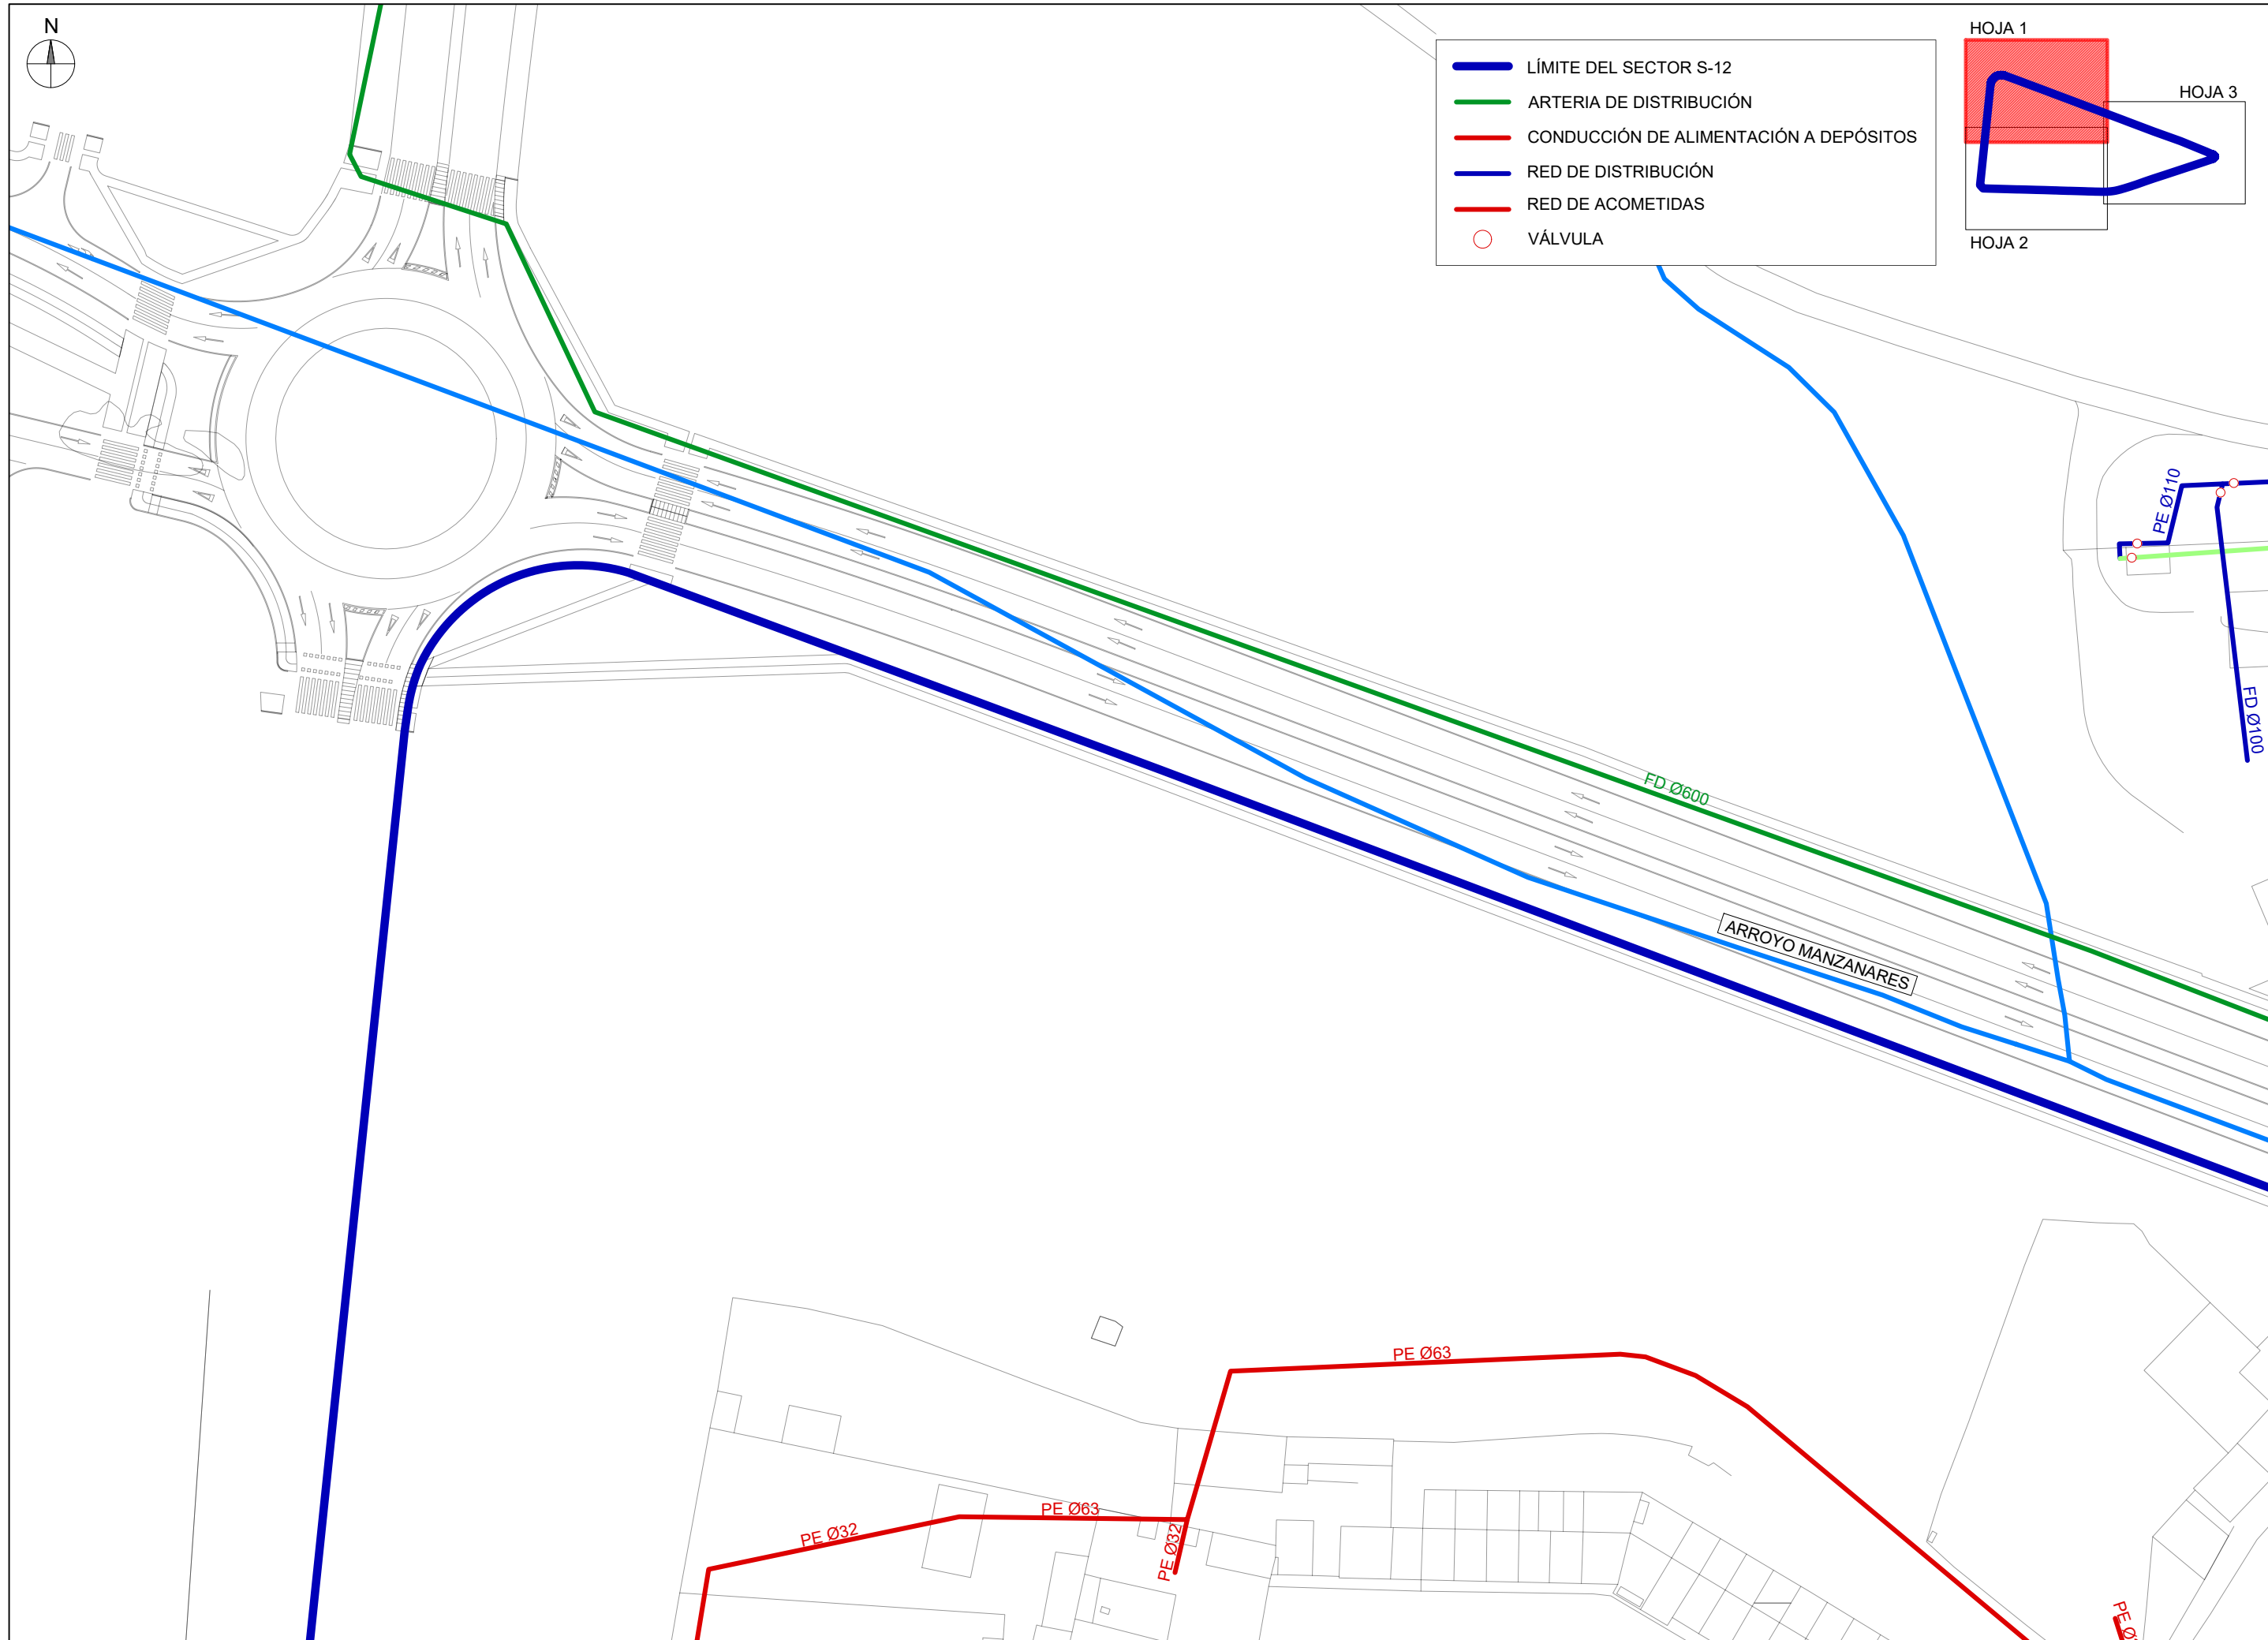 N
HOJA 1
LÍMITE DEL SECTOR S-12
ARTERIA DE DISTRIBUCIÓN
HOJA 3
CONDUCCIÓN DE ALIMENTACIÓN A DEPÓSITOS
RED DE DISTRIBUCIÓN
RED DE ACOMETIDAS
VÁLVULA
HOJA 2
PE Ø110
FD Ø100
FD Ø600
ARROYO MANZANARES
PE Ø63
PE Ø63
PE Ø32
PE Ø32
PE Ø